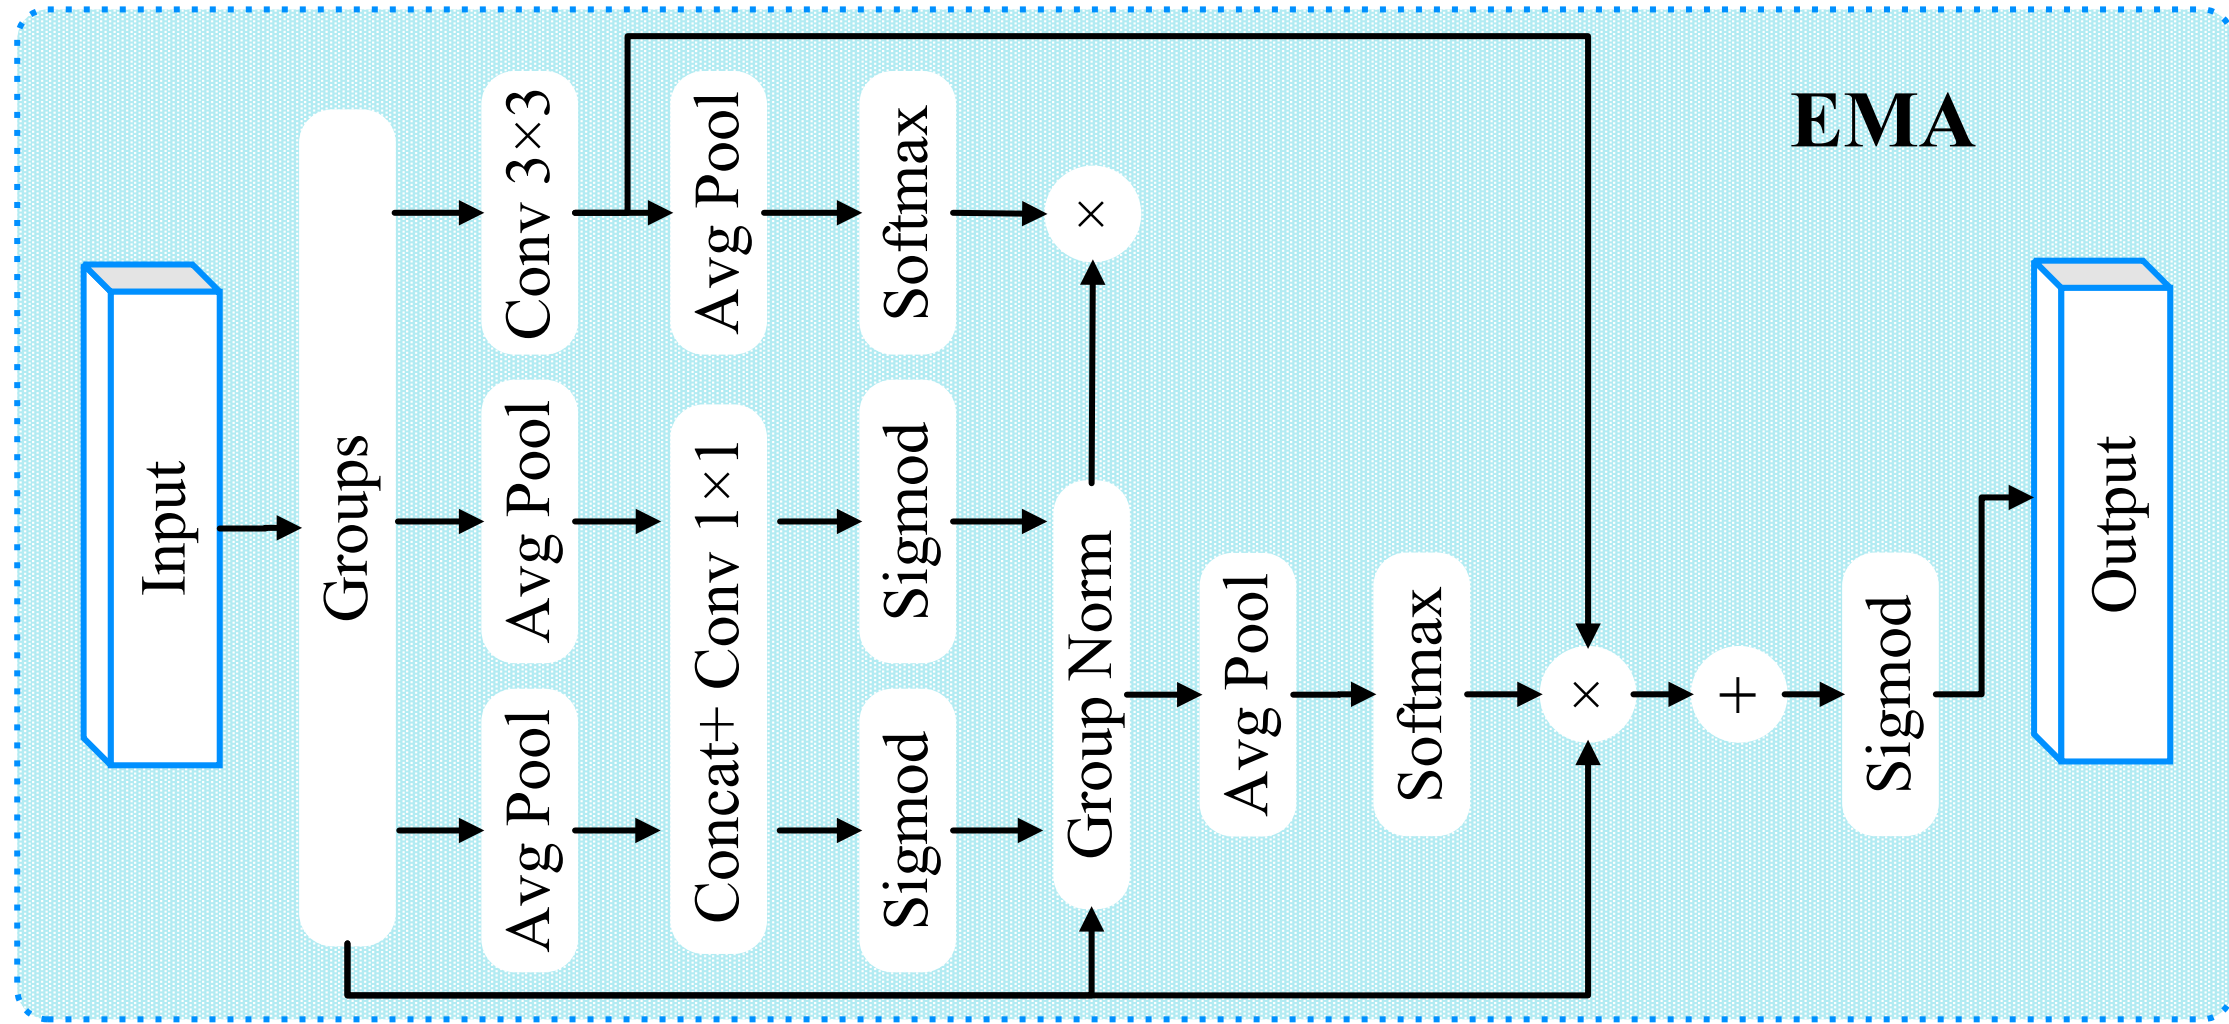 EMA
Input
Groups
Conv 3×3
Avg Pool
Softmax
×
Avg Pool
Concat+ Conv 1×1
Sigmod
Avg Pool
Sigmod
Group Norm
Avg Pool
Softmax
×
+
Sigmod
Output